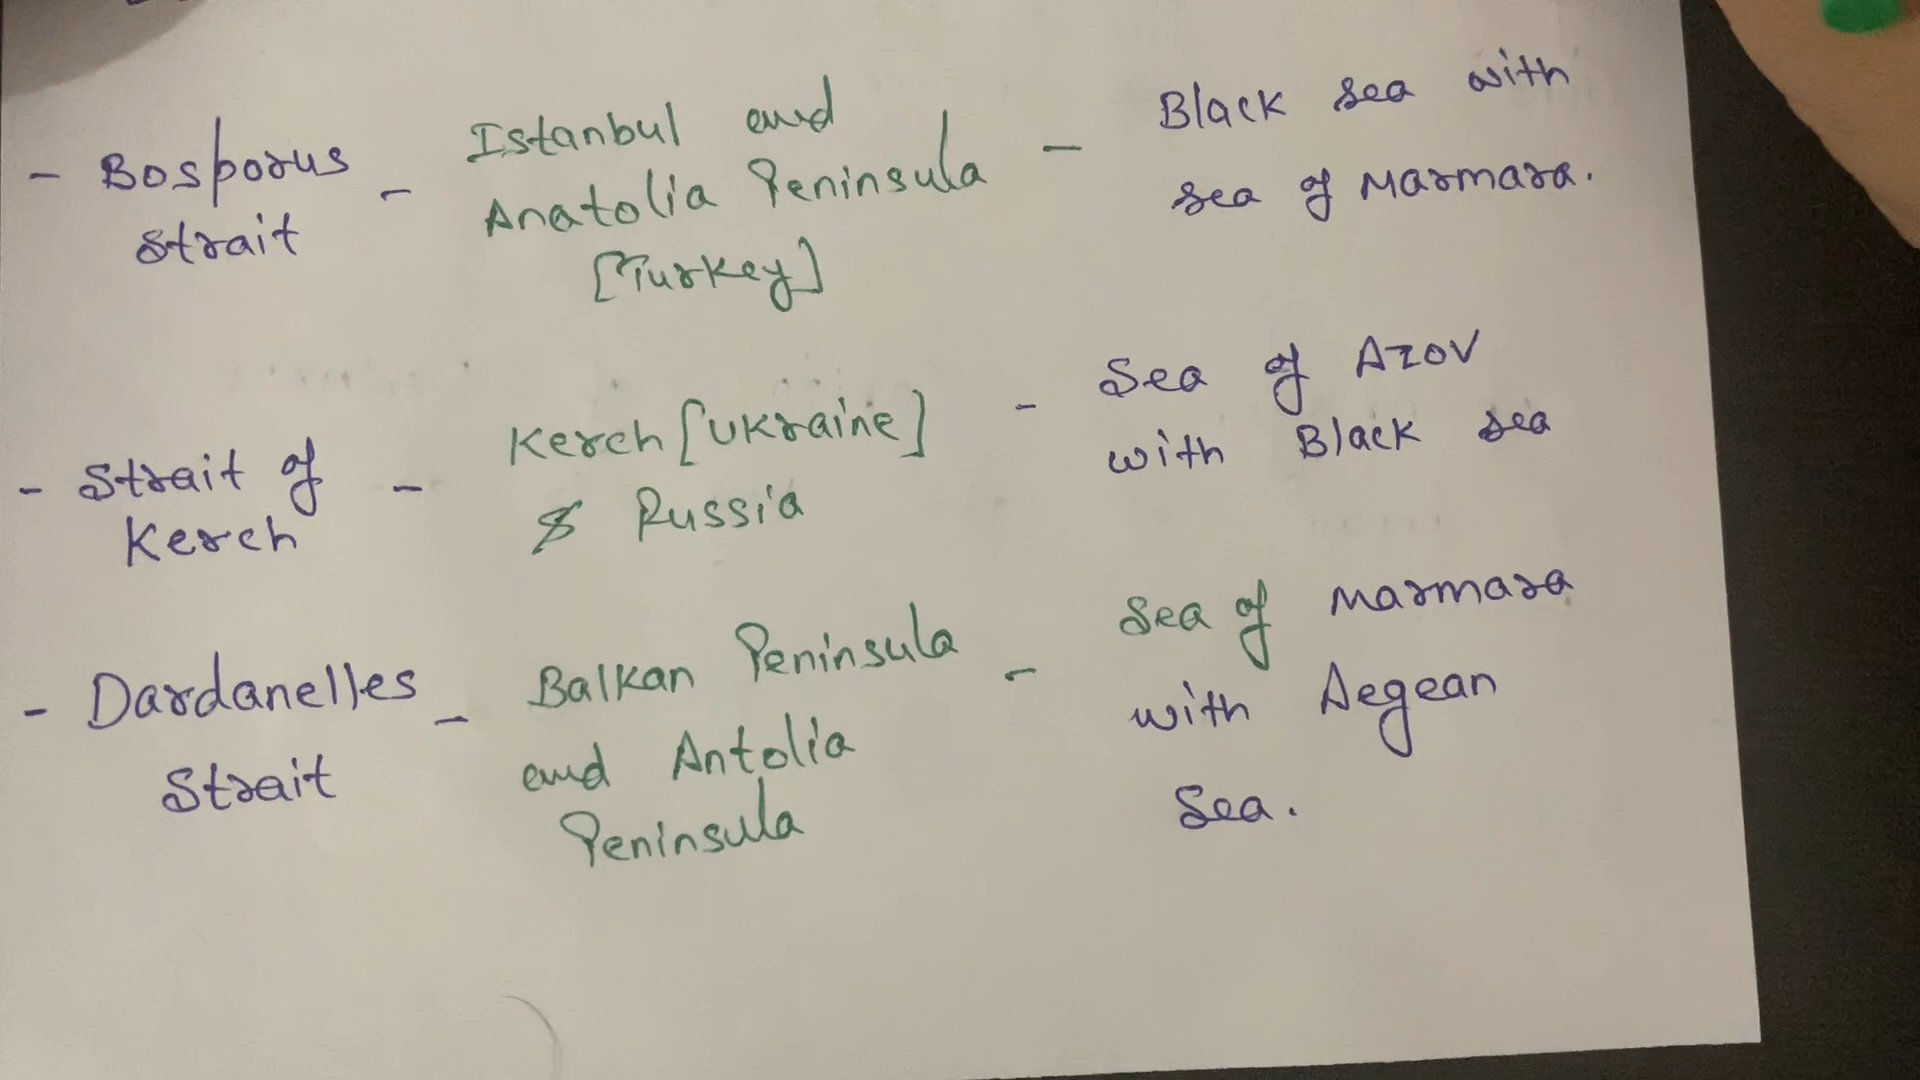 - Bosporus - Istanbul and - Black sea with
Strait Anatolia Peninsula sea of Marmara.
[Turkey]
- Strait of - Kerch [Ukraine] - Sea of Azov
Kerch & Russia with Black sea
- Dardanelles - Balkan Peninsula - Sea of Marmara
Strait and Antolia with Aegean
Peninsula Sea.